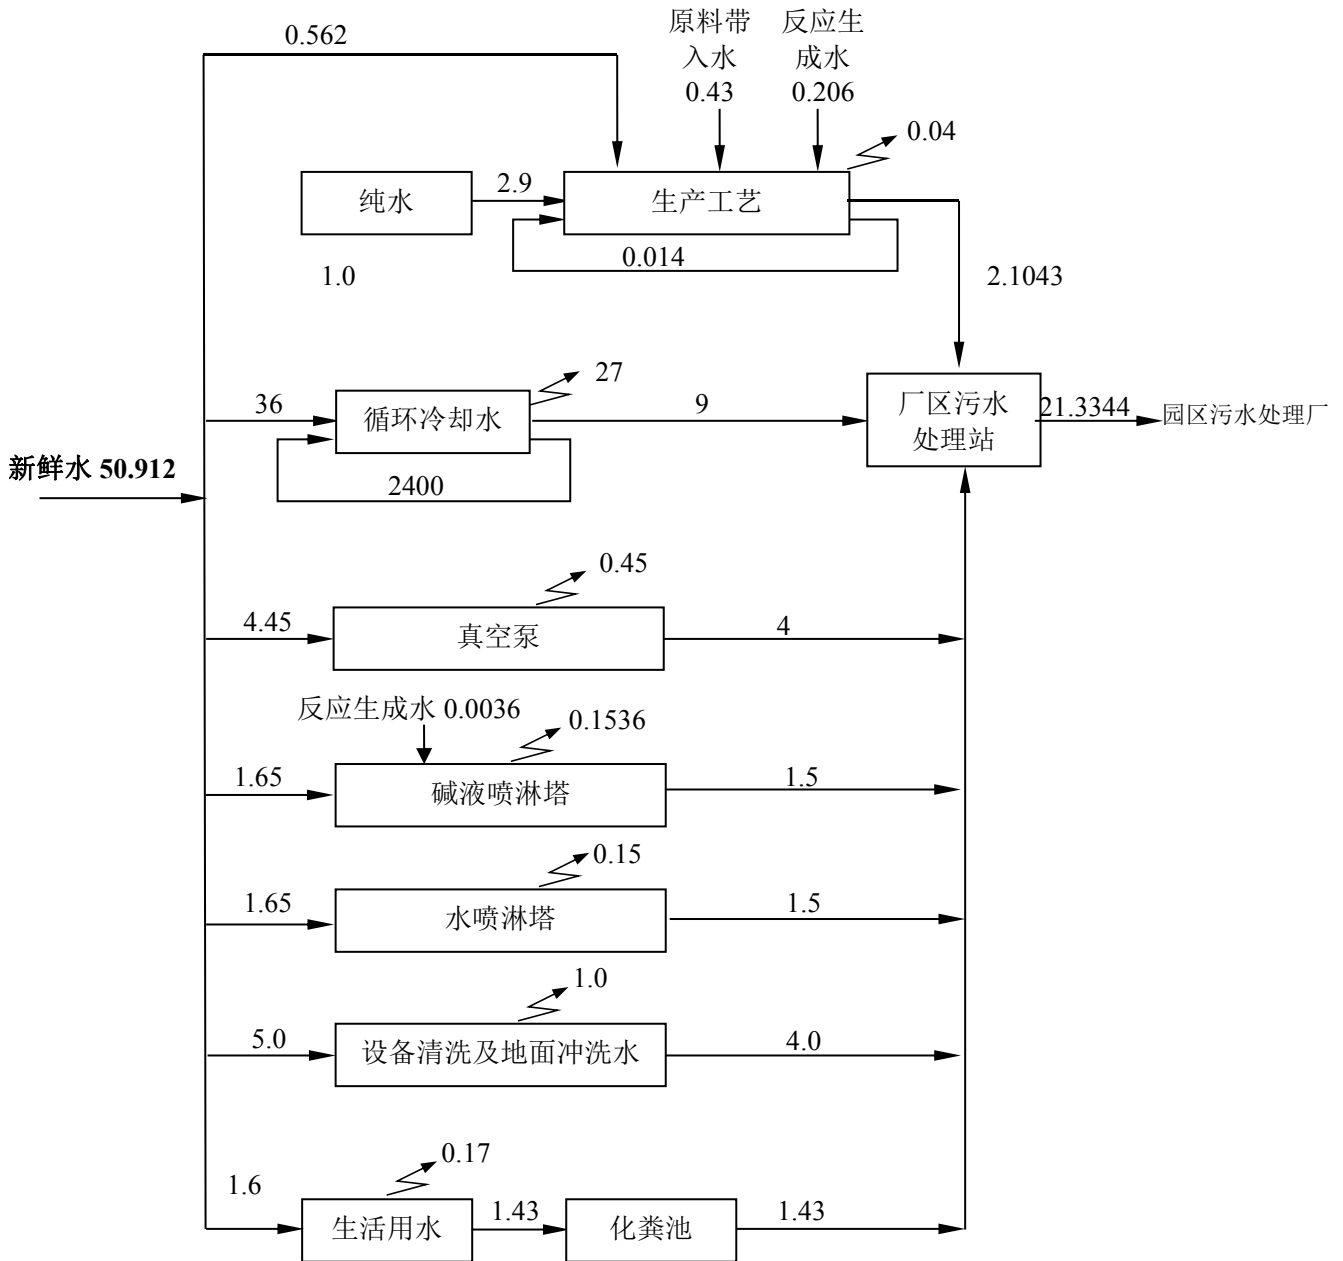 0.562
原料带
入水
0.43
反应生
成水
0.206
0.04
纯水
2.9
生产工艺
0.014
1.0
2.1043
27
36
循环冷却水
9
厂区污水
处理站
21.3344
园区污水处理厂
新鲜水 50.912
2400
0.45
4.45
真空泵
4
反应生成水 0.0036
0.1536
1.65
碱液喷淋塔
1.5
0.15
1.65
水喷淋塔
1.5
1.0
5.0
设备清洗及地面冲洗水
4.0
0.17
1.6
生活用水
1.43
化粪池
1.43